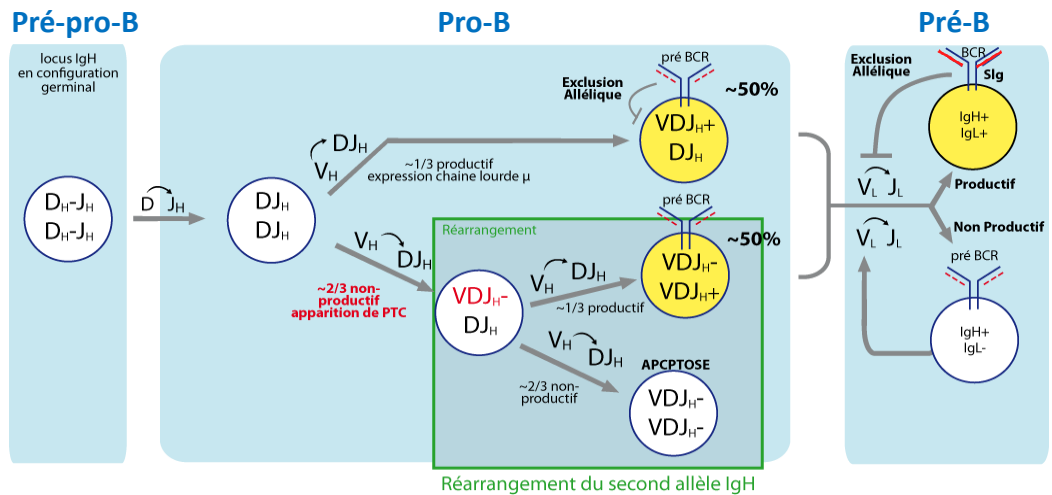 Pré-pro-B
Pro-B
Pré-B
locus IgH
en configuration
germinal
DH-JH
DH-JH
D JH
DJH
DJH
VH DJH
~1/3 productif
expression chaine lourde µ
Exclusion
Allélique
pré BCR
~50%
VDJH+
DJH
VH DJH
~2/3 non-
productif
apparition de PTC
Réarrangement
VDJH-
DJH
VH DJH
~1/3 productif
pré BCR
~50%
VDJH-
VDJH+
VH DJH
~2/3 non-
productif
APCPTOSE
VDJH-
VDJH-
Réarrangement du second allèle IgH
Exclusion
Allélique
BCR
SIg
IgH+
IgL+
VL JL
Productif
VL JL
Non Productif
pré BCR
IgH+
IgL-